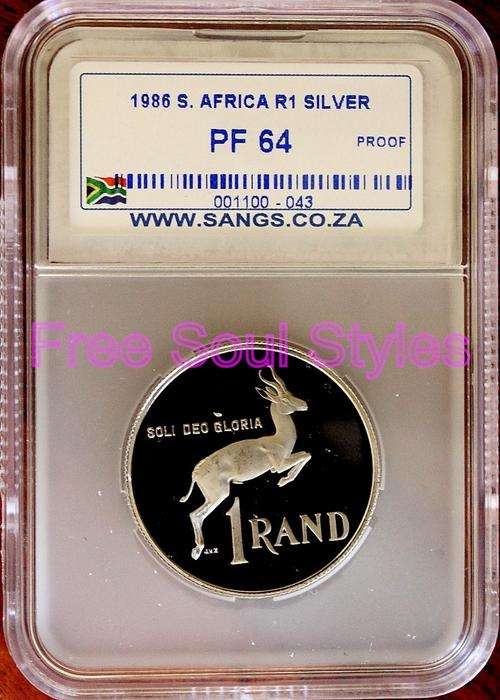 1986 S. AFRICA R1 SILVER
PF 64
PROOF
001100 - 043
WWW.SANGS.CO.ZA
Free Soul Styles
SOLI DEO GLORIA
1 RAND